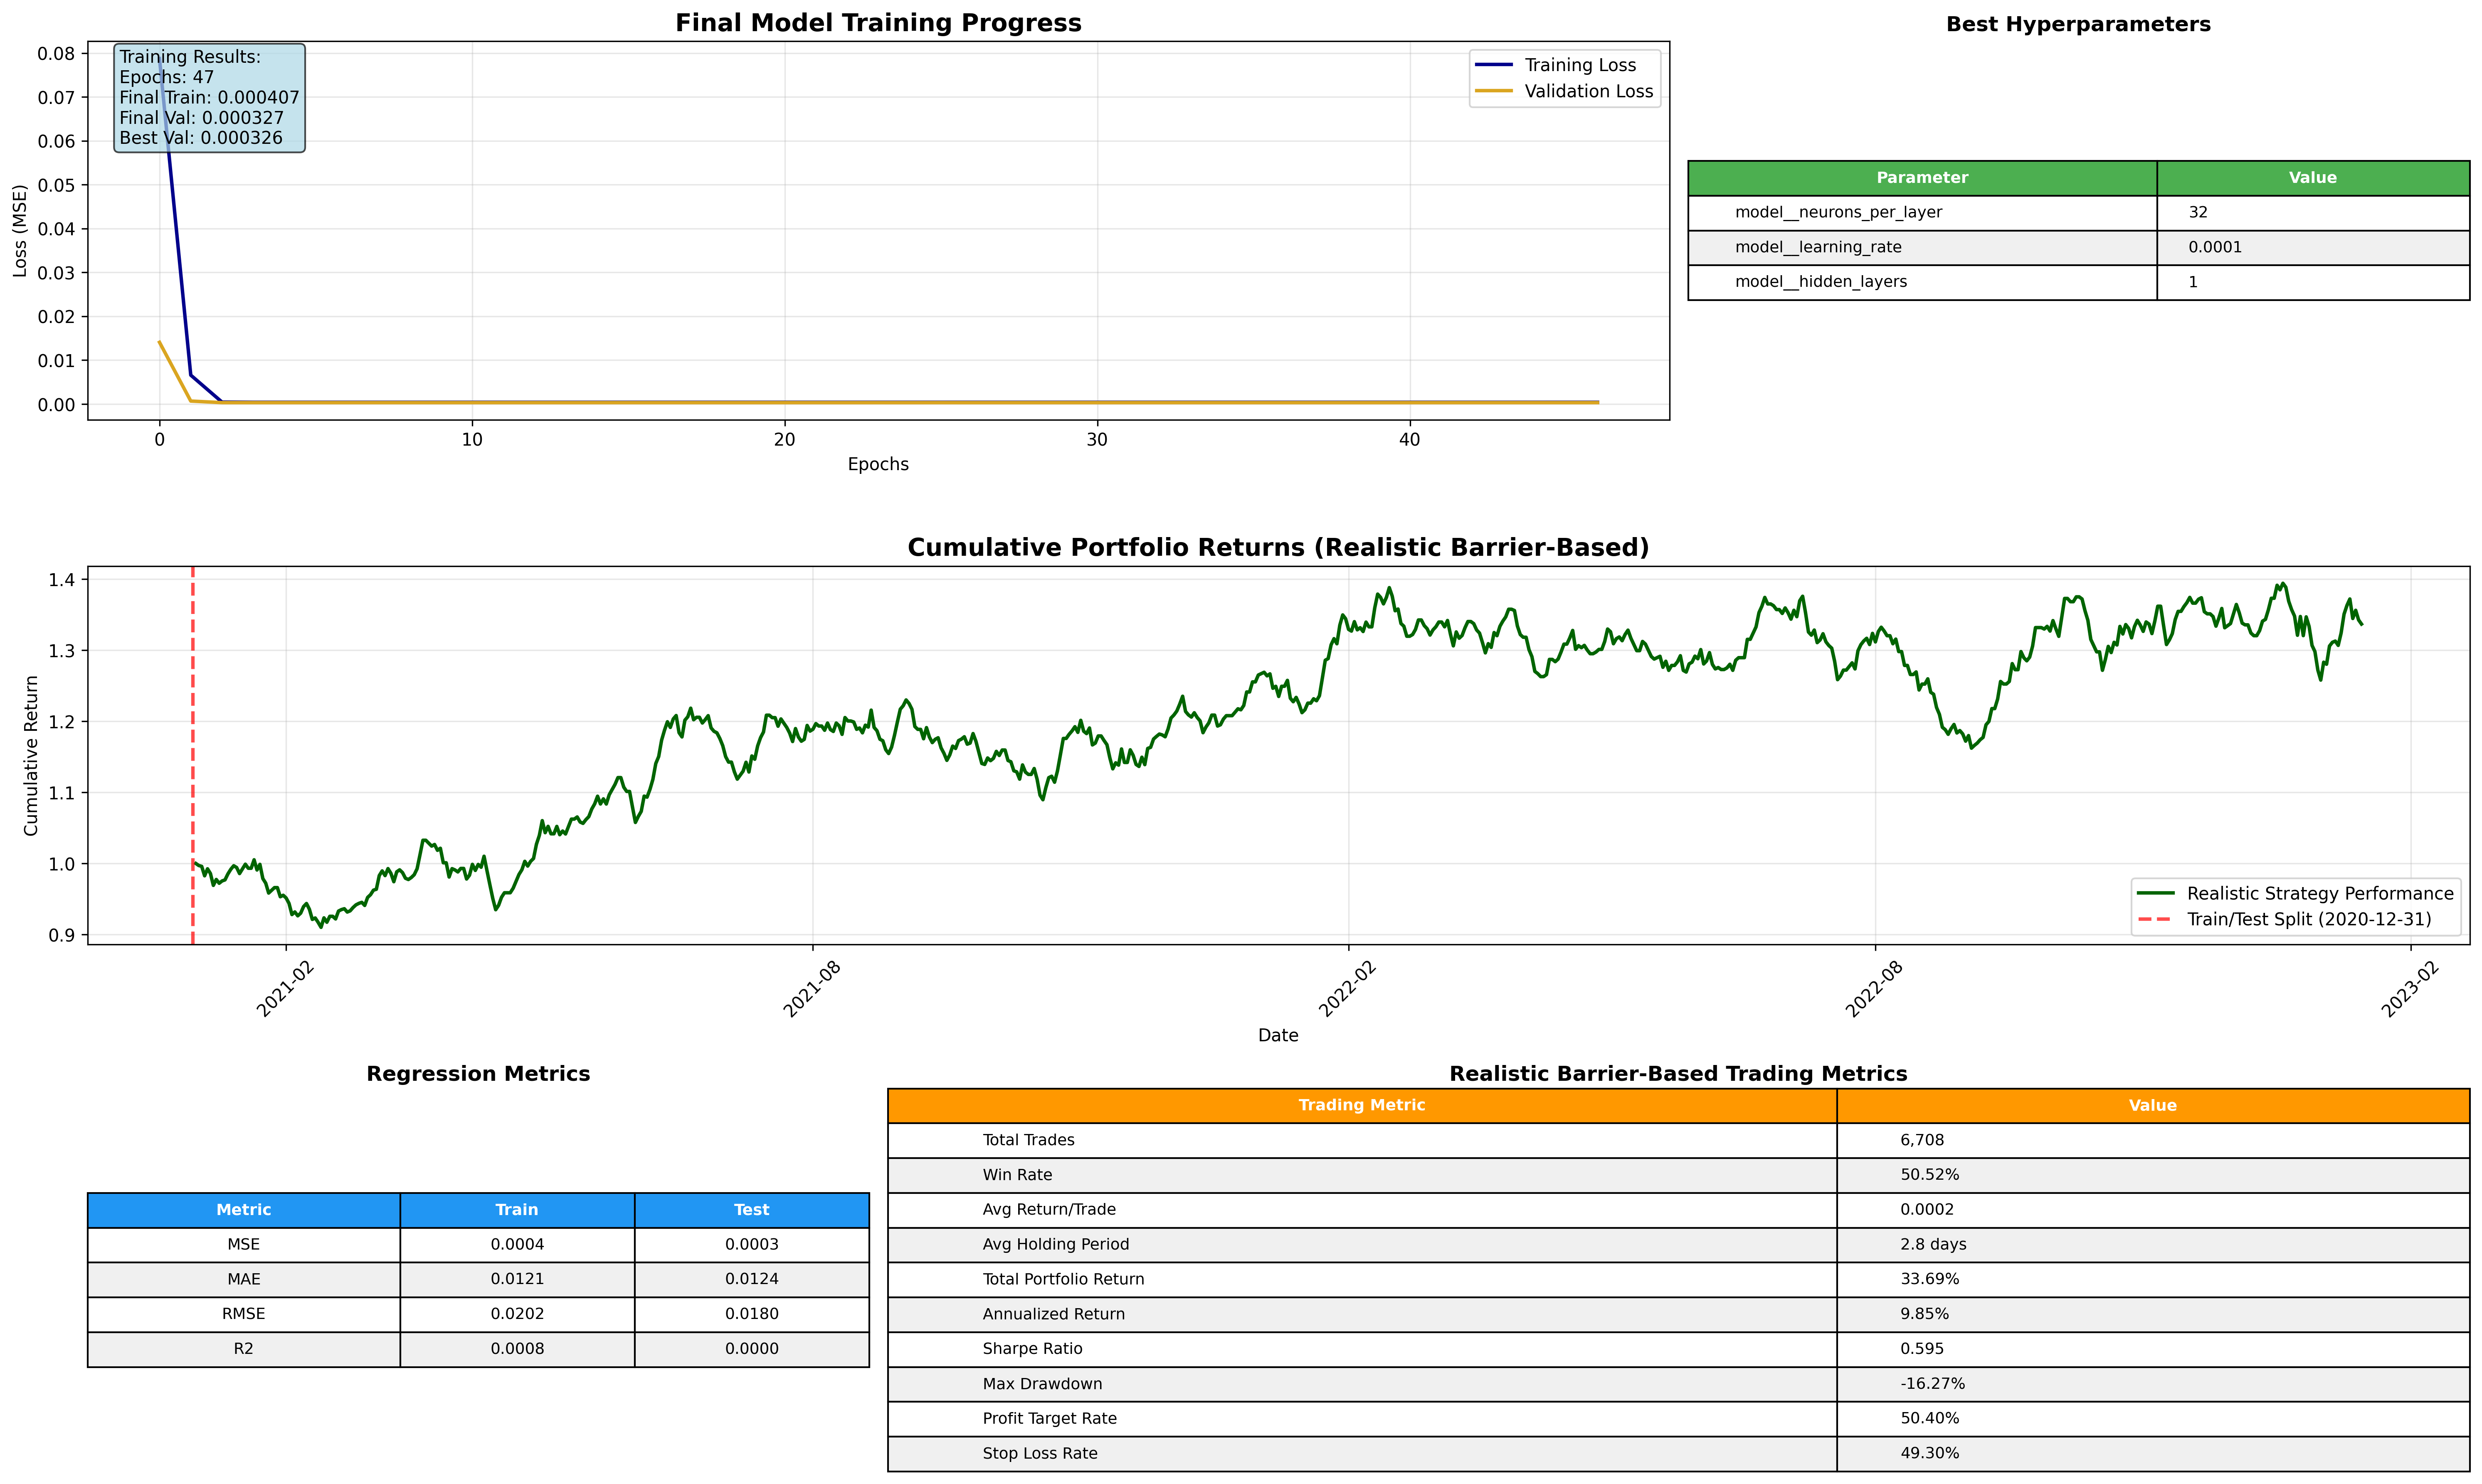 Final Model Training Progress
0.08
0.07
0.06
0.05
0.04
0.03
0.02
0.01
0.00
Loss (MSE)
Training Results:
Epochs: 47
Final Train: 0.000407
Final Val: 0.000327
Best Val: 0.000326
Training Loss
Validation Loss
0 10 20 30 40
Epochs
Best Hyperparameters
Parameter Value
model__neurons_per_layer 32
model__learning_rate 0.0001
model__hidden_layers 1
Cumulative Portfolio Returns (Realistic Barrier-Based)
1.4
1.3
1.2
1.1
1.0
0.9
Cumulative Return
Realistic Strategy Performance
Train/Test Split (2020-12-31)
2021-02 2021-08 2022-02 2022-08 2023-02
Date
Regression Metrics
Metric Train Test
MSE 0.0004 0.0003
MAE 0.0121 0.0124
RMSE 0.0202 0.0180
R2 0.0008 0.0000
Realistic Barrier-Based Trading Metrics
Trading Metric Value
Total Trades 6,708
Win Rate 50.52%
Avg Return/Trade 0.0002
Avg Holding Period 2.8 days
Total Portfolio Return 33.69%
Annualized Return 9.85%
Sharpe Ratio 0.595
Max Drawdown -16.27%
Profit Target Rate 50.40%
Stop Loss Rate 49.30%